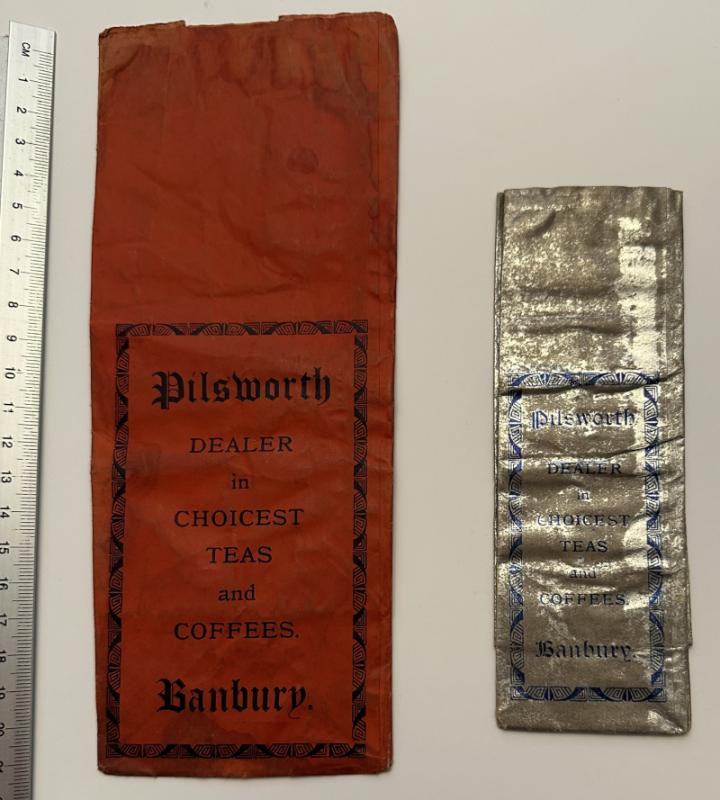 CM
1
2
3
4
5
6
7
8
9
10
11
12
13
14
15
16
17
18
19
20
21
Pilsworth
DEALER
in
CHOICEST
TEAS
and
COFFEES.
Banbury.
Pilsworth
DEALER
in
CHOICEST
TEAS
and
COFFEES.
Banbury.